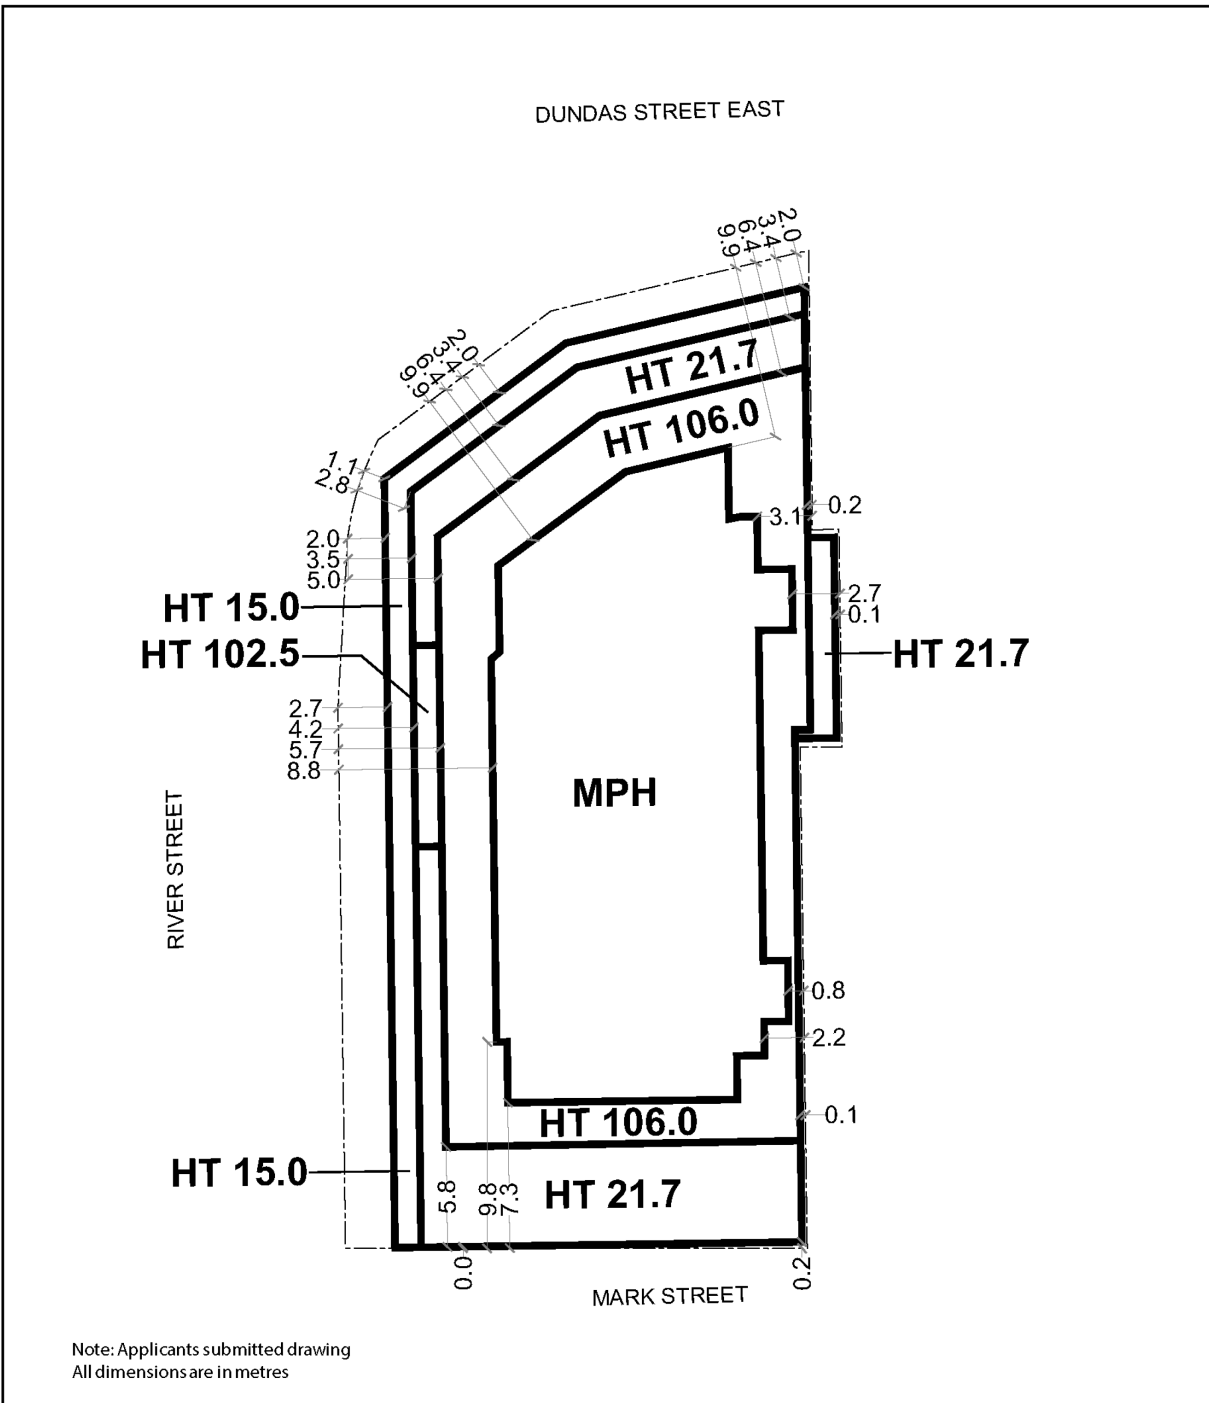 DUNDAS STREET EAST
2.0
3.4
6.4
9.9
2.0
3.4
6.4
9.9
HT 21.7
HT 106.0
1.1
2.8
0.2
3.1
2.0
3.5
5.0
2.7
0.1
HT 15.0
HT 102.5
HT 21.7
2.7
4.2
5.7
8.8
MPH
RIVER STREET
0.8
2.2
0.1
HT 106.0
HT 15.0
5.8
9.8
7.3
HT 21.7
0.0
0.2
MARK STREET
Note: Applicants submitted drawing
All dimensions are in metres